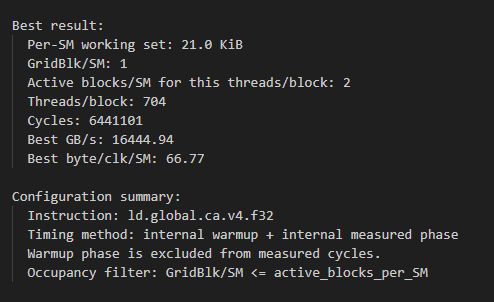 Best result:
Per-SM working set: 21.0 KiB
GridBlk/SM: 1
Active blocks/SM for this threads/block: 2
Threads/block: 704
Cycles: 6441101
Best GB/s: 16444.94
Best byte/clk/SM: 66.77
Configuration summary:
Instruction: ld.global.ca.v4.f32
Timing method: internal warmup + internal measured phase
Warmup phase is excluded from measured cycles.
Occupancy filter: GridBlk/SM <= active_blocks_per_SM